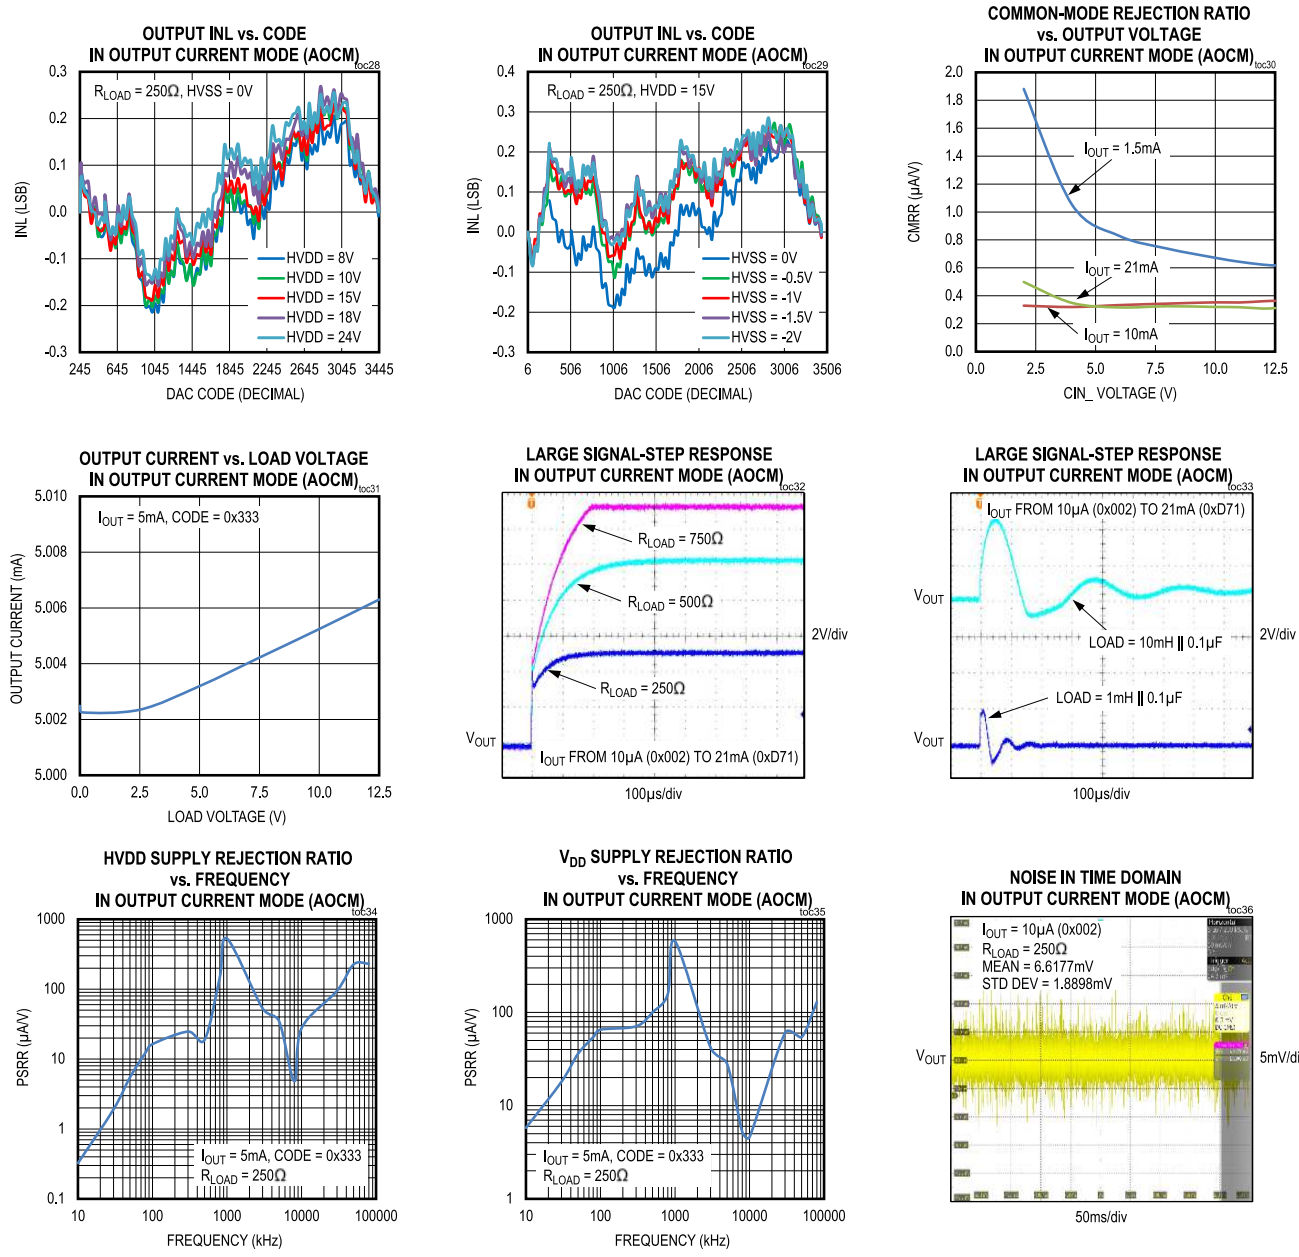 OUTPUT INL vs. CODE
IN OUTPUT CURRENT MODE (AOCM)
toc28
0.3
0.2
0.1
0.0
-0.1
-0.2
-0.3
INL (LSB)
RLOAD = 250Ω, HVSS = 0V
HVDD = 8V
HVDD = 10V
HVDD = 15V
HVDD = 18V
HVDD = 24V
245 645 1045 1445 1845 2245 2645 3045 3445
DAC CODE (DECIMAL)
OUTPUT INL vs. CODE
IN OUTPUT CURRENT MODE (AOCM)
toc29
0.4
0.3
0.2
0.1
0.0
-0.1
-0.2
-0.3
INL (LSB)
RLOAD = 250Ω, HVDD = 15V
HVSS = 0V
HVSS = -0.5V
HVSS = -1V
HVSS = -1.5V
HVSS = -2V
6 506 1006 1506 2006 2506 3006 3506
DAC CODE (DECIMAL)
COMMON-MODE REJECTION RATIO
vs. OUTPUT VOLTAGE
IN OUTPUT CURRENT MODE (AOCM)
toc30
2.0
1.8
1.6
1.4
1.2
1.0
0.8
0.6
0.4
0.2
0.0
CMRR (µA/V)
IOUT = 1.5mA
IOUT = 21mA
IOUT = 10mA
0.0 2.5 5.0 7.5 10.0 12.5
CIN_ VOLTAGE (V)
OUTPUT CURRENT vs. LOAD VOLTAGE
IN OUTPUT CURRENT MODE (AOCM)
toc31
5.010
5.008
5.006
5.004
5.002
5.000
OUTPUT CURRENT (mA)
IOUT = 5mA, CODE = 0x333
0.0 2.5 5.0 7.5 10.0 12.5
LOAD VOLTAGE (V)
LARGE SIGNAL-STEP RESPONSE
IN OUTPUT CURRENT MODE (AOCM)
toc32
RLOAD = 750Ω
RLOAD = 500Ω
RLOAD = 250Ω
VOUT
2V/div
IOUT FROM 10µA (0x002) TO 21mA (0xD71)
100µs/div
LARGE SIGNAL-STEP RESPONSE
IN OUTPUT CURRENT MODE (AOCM)
toc33
IOUT FROM 10µA (0x002) TO 21mA (0xD71)
VOUT
LOAD = 10mH || 0.1µF
2V/div
LOAD = 1mH || 0.1µF
VOUT
100µs/div
HVDD SUPPLY REJECTION RATIO
vs. FREQUENCY
IN OUTPUT CURRENT MODE (AOCM)
toc34
1000
100
10
1
0.1
PSRR (µA/V)
IOUT = 5mA, CODE = 0x333
RLOAD = 250Ω
10 100 1000 10000 100000
FREQUENCY (kHz)
VDD SUPPLY REJECTION RATIO
vs. FREQUENCY
IN OUTPUT CURRENT MODE (AOCM)
toc35
1000
100
10
1
PSRR (µA/V)
IOUT = 5mA, CODE = 0x333
RLOAD = 250Ω
10 100 1000 10000 100000
FREQUENCY (kHz)
NOISE IN TIME DOMAIN
IN OUTPUT CURRENT MODE (AOCM)
toc36
IOUT = 10µA (0x002)
RLOAD = 250Ω
MEAN = 6.6177mV
STD DEV = 1.8898mV
VOUT
5mV/di
50ms/div